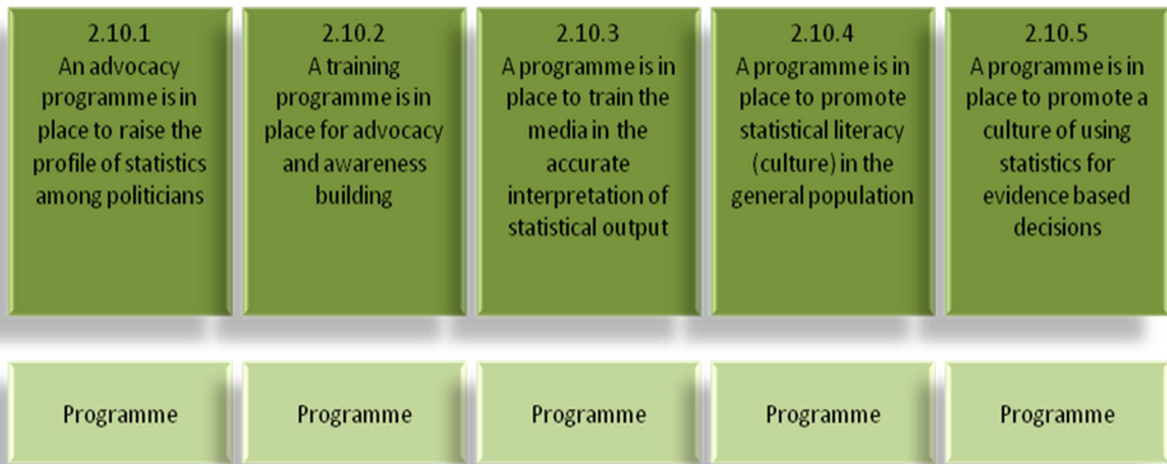 2.10.1
An advocacy
programme is in
place to raise the
profile of statistics
among politicians
2.10.2
A training
programme is in
place for advocacy
and awareness
building
2.10.3
A programme is in
place to train the
media in the
accurate
interpretation of
statistical output
2.10.4
A programme is in
place to promote
statistical literacy
(culture) in the
general population
2.10.5
A programme is in
place to promote a
culture of using
statistics for
evidence based
decisions
Programme
Programme
Programme
Programme
Programme